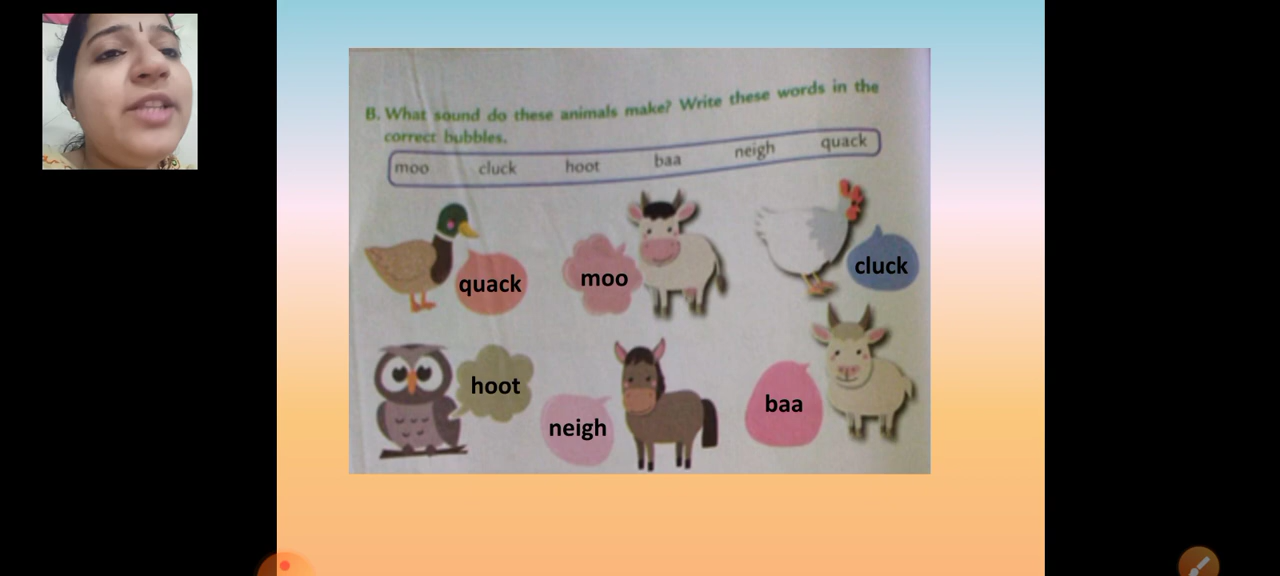 B. What sound do these animals make? Write these words in the
correct bubbles.
moo cluck hoot baa neigh quack
quack
moo
cluck
hoot
neigh
baa